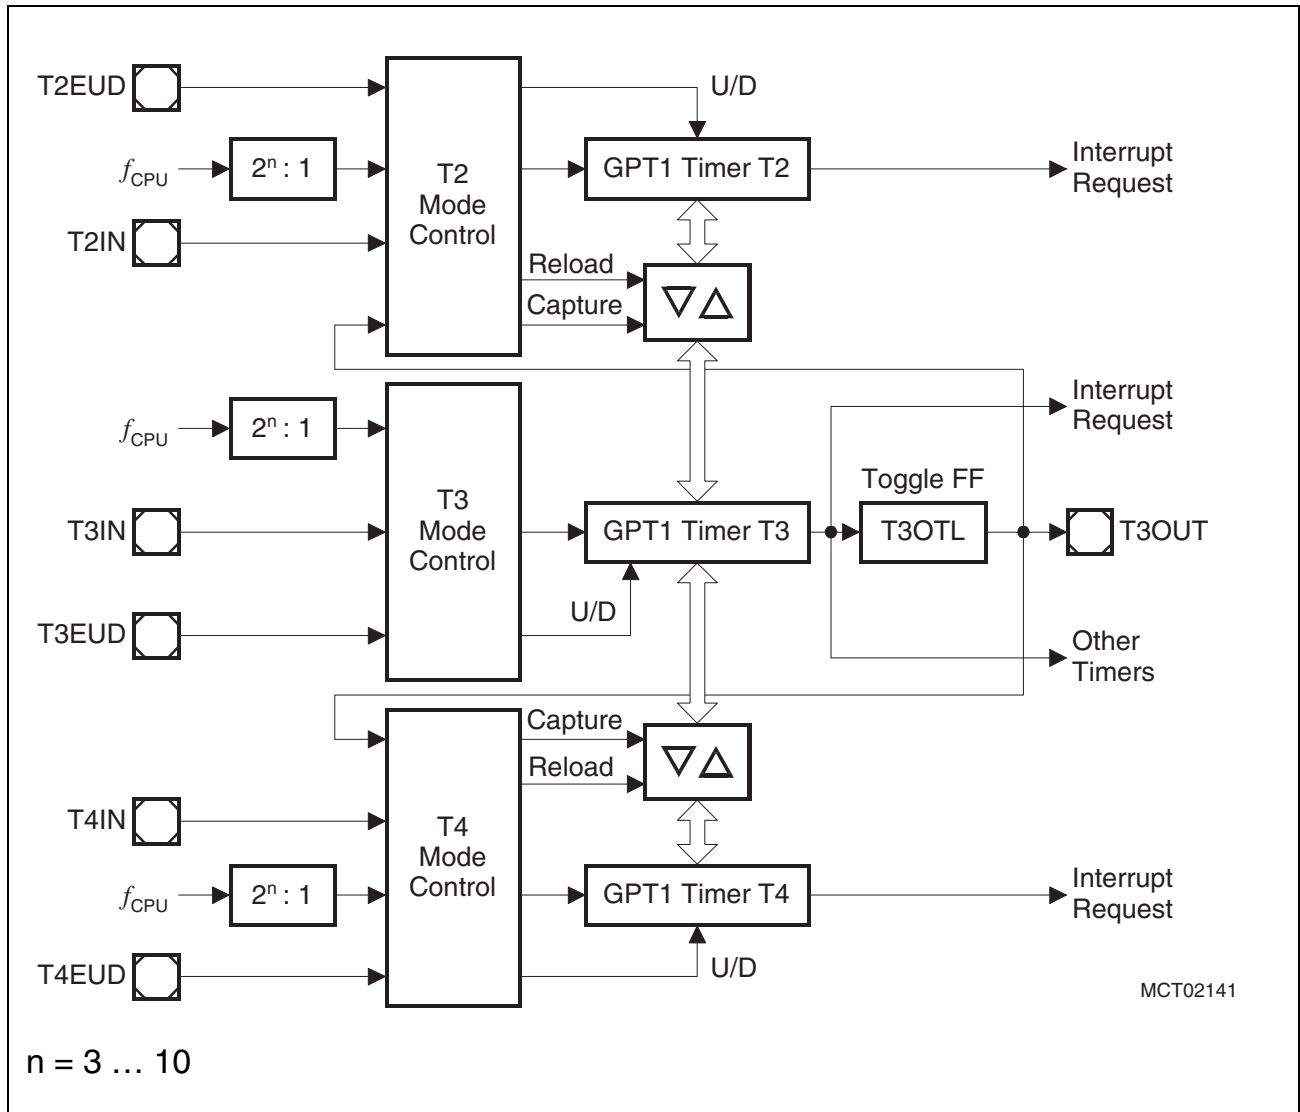 T2EUD
U/D
fCPU
2ⁿ : 1
T2
Mode
Control
GPT1 Timer T2
Interrupt
Request
T2IN
Reload
Capture
fCPU
2ⁿ : 1
Interrupt
Request
T3
Mode
Control
Toggle FF
T3IN
GPT1 Timer T3
T3OTL
T3OUT
U/D
T3EUD
Other
Timers
Capture
Reload
T4IN
T4
Mode
Control
fCPU
2ⁿ : 1
GPT1 Timer T4
Interrupt
Request
T4EUD
U/D
MCT02141
n = 3 … 10